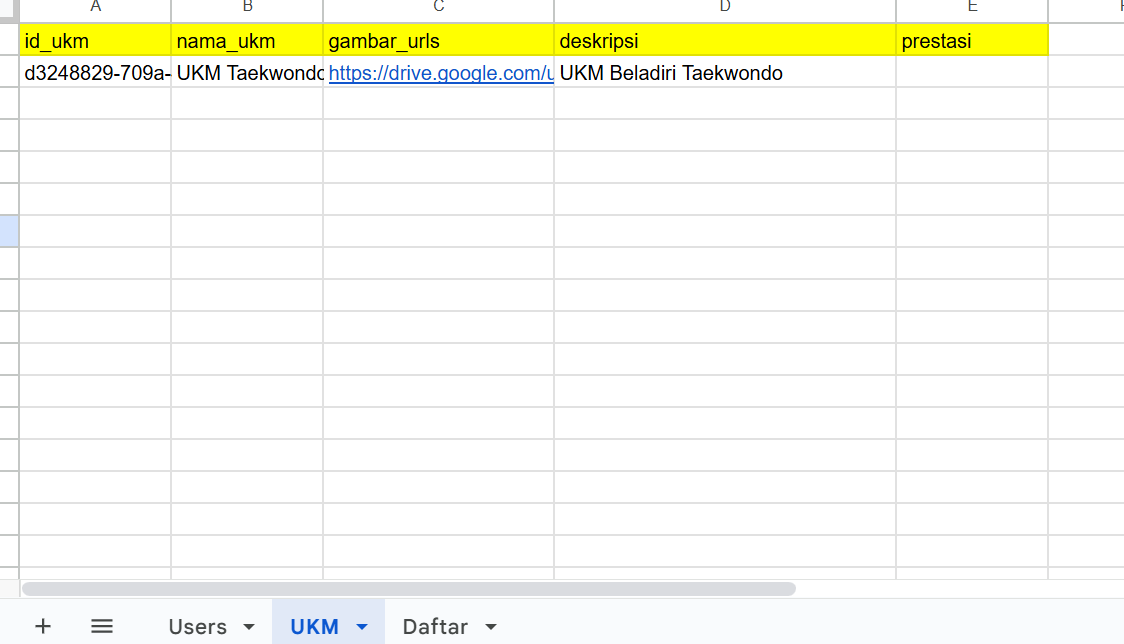 A B C D E
id_ukm nama_ukm gambar_urls deskripsi prestasi
d3248829-709a- UKM Taekwondo https://drive.google.com/u UKM Beladiri Taekwondo
Users UKM Daftar